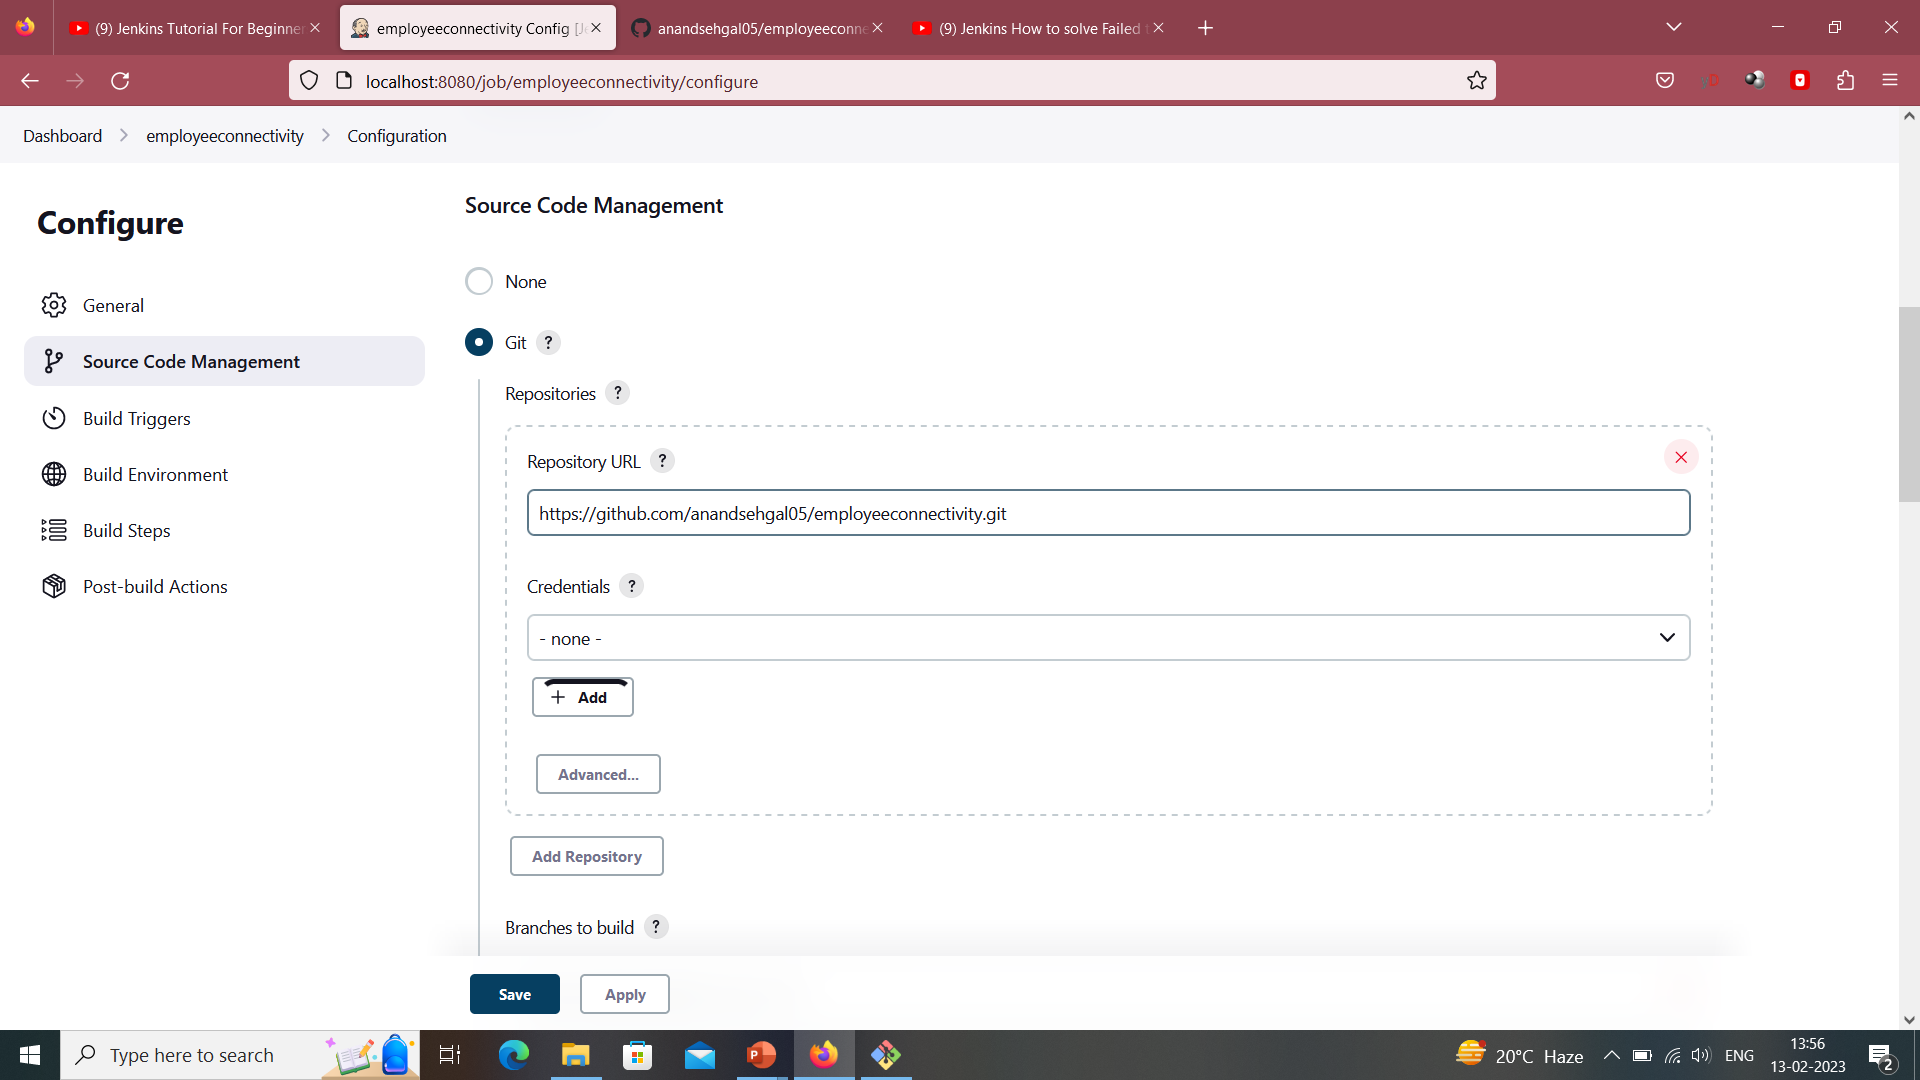 (9) Jenkins Tutorial For Beginner
employeeconnectivity Config [Je
anandsehgal05/employeeconne
(9) Jenkins How to solve Failed t
localhost:8080/job/employeeconnectivity/configure
Dashboard
employeeconnectivity
Configuration
Configure
General
Source Code Management
Build Triggers
Build Environment
Build Steps
Post-build Actions
Source Code Management
None
Git ?
Repositories ?
Repository URL ?
https://github.com/anandsehgal05/employeeconnectivity.git
Credentials ?
- none -
+ Add
Advanced...
Add Repository
Branches to build ?
Save
Apply
Type here to search
20°C Haze
ENG
13:56
13-02-2023
2